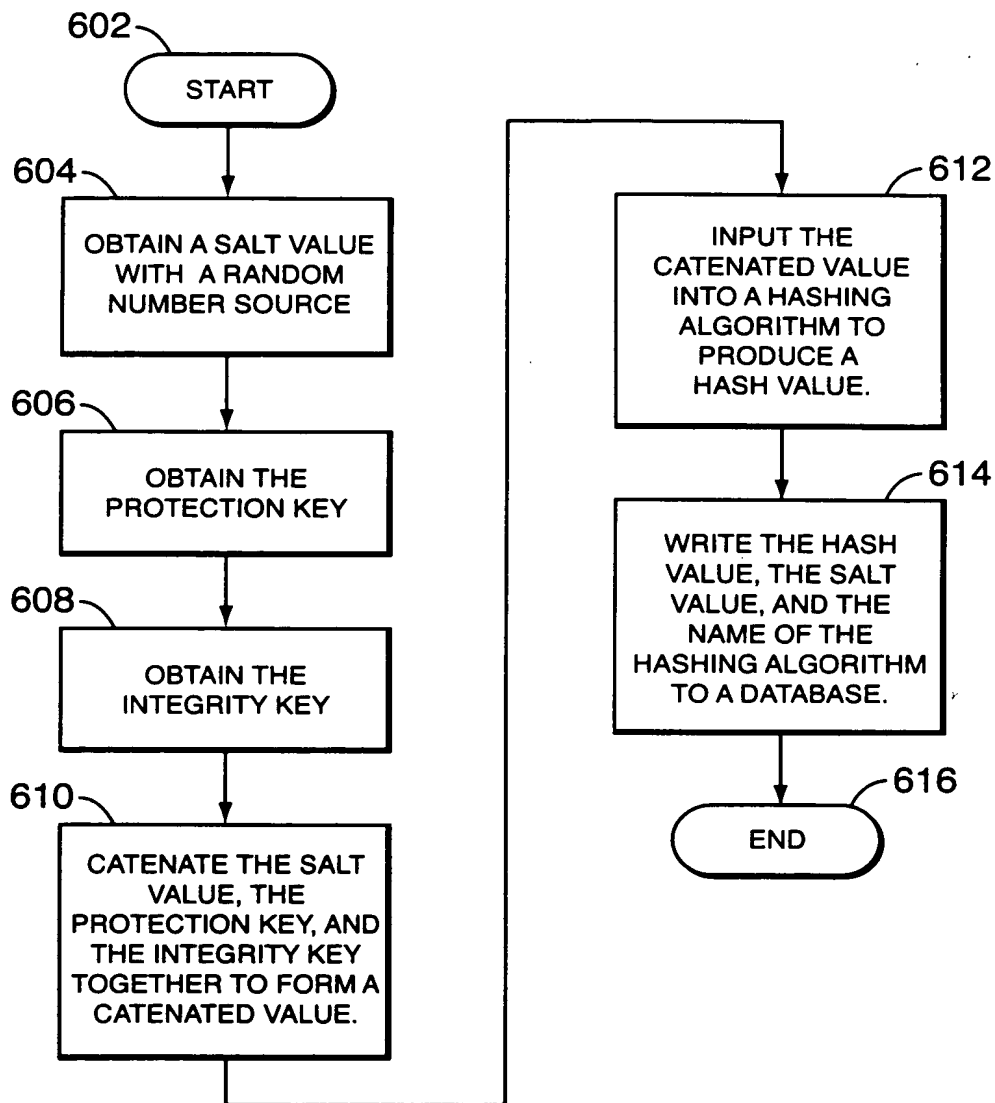 602
START
604
OBTAIN A SALT VALUE
WITH A RANDOM
NUMBER SOURCE
606
OBTAIN THE
PROTECTION KEY
608
OBTAIN THE
INTEGRITY KEY
610
CATENATE THE SALT
VALUE, THE
PROTECTION KEY, AND
THE INTEGRITY KEY
TOGETHER TO FORM A
CATENATED VALUE.
612
INPUT THE
CATENATED VALUE
INTO A HASHING
ALGORITHM TO
PRODUCE A
HASH VALUE.
614
WRITE THE HASH
VALUE, THE SALT
VALUE, AND THE
NAME OF THE
HASHING ALGORITHM
TO A DATABASE.
616
END